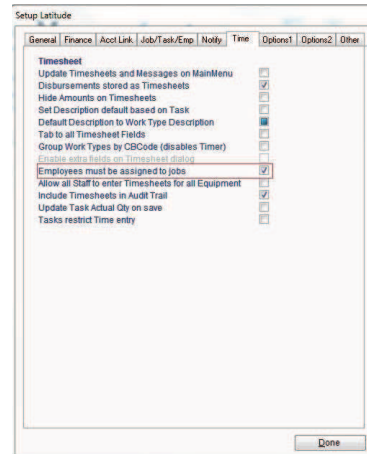 Setup Latitude
General Finance Acct Link Job/Task/Emp Notify Time Options1 Options2 Other
Timesheet
Update Timesheets and Messages on MainMenu
Disbursements stored as Timesheets
Hide Amounts on Timesheets
Set Description default based on Task
Default Description to Work Type Description
Tab to all Timesheet Fields
Group Work Types by CBCode (disables Timer)
Enable extra fields on Timesheet dialog
Employees must be assigned to jobs
Allow all Staff to enter Timesheets for all Equipment
Include Timesheets in Audit Trail
Update Task Actual Qty on save
Tasks restrict Time entry
Done